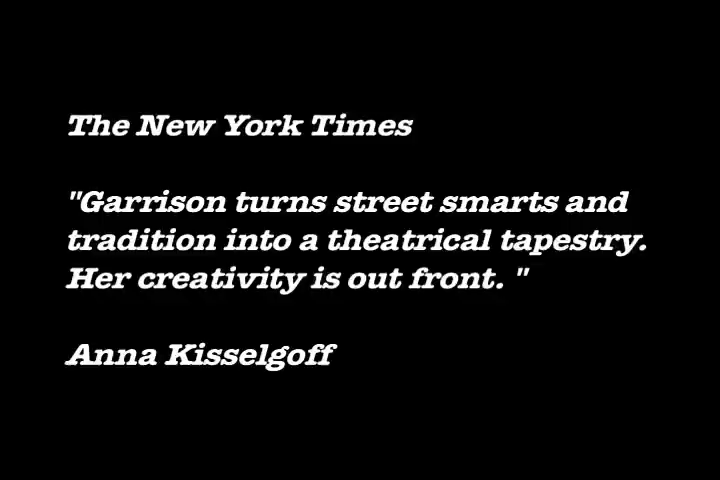 The New York Times
"Garrison turns street smarts and
tradition into a theatrical tapestry.
Her creativity is out front. "
Anna Kisselgoff